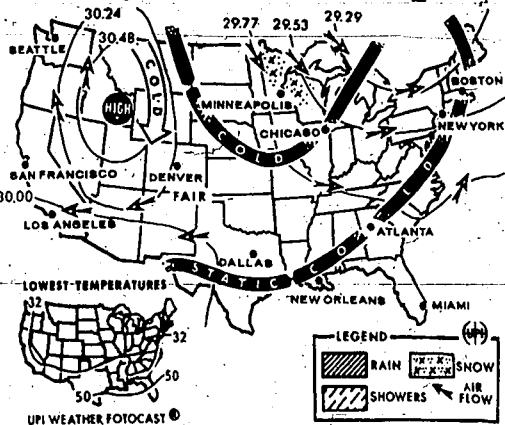 30.24
30.48
29.77
29.53
29.29
SEATTLE
COLD
HIGH
MINNEAPOLIS
CHICAGO
BOSTON
NEW YORK
COLD
SAN FRANCISCO
DENVER
FAIR
30.00
LOS ANGELES
ATLANTA
DALLAS
STATIC
NEW ORLEANS
MIAMI
LOWEST TEMPERATURES
32
32
50
50
UPI WEATHER FOTOCAST ©
LEGEND
UPI
RAIN
SNOW
SHOWERS
AIR
FLOW